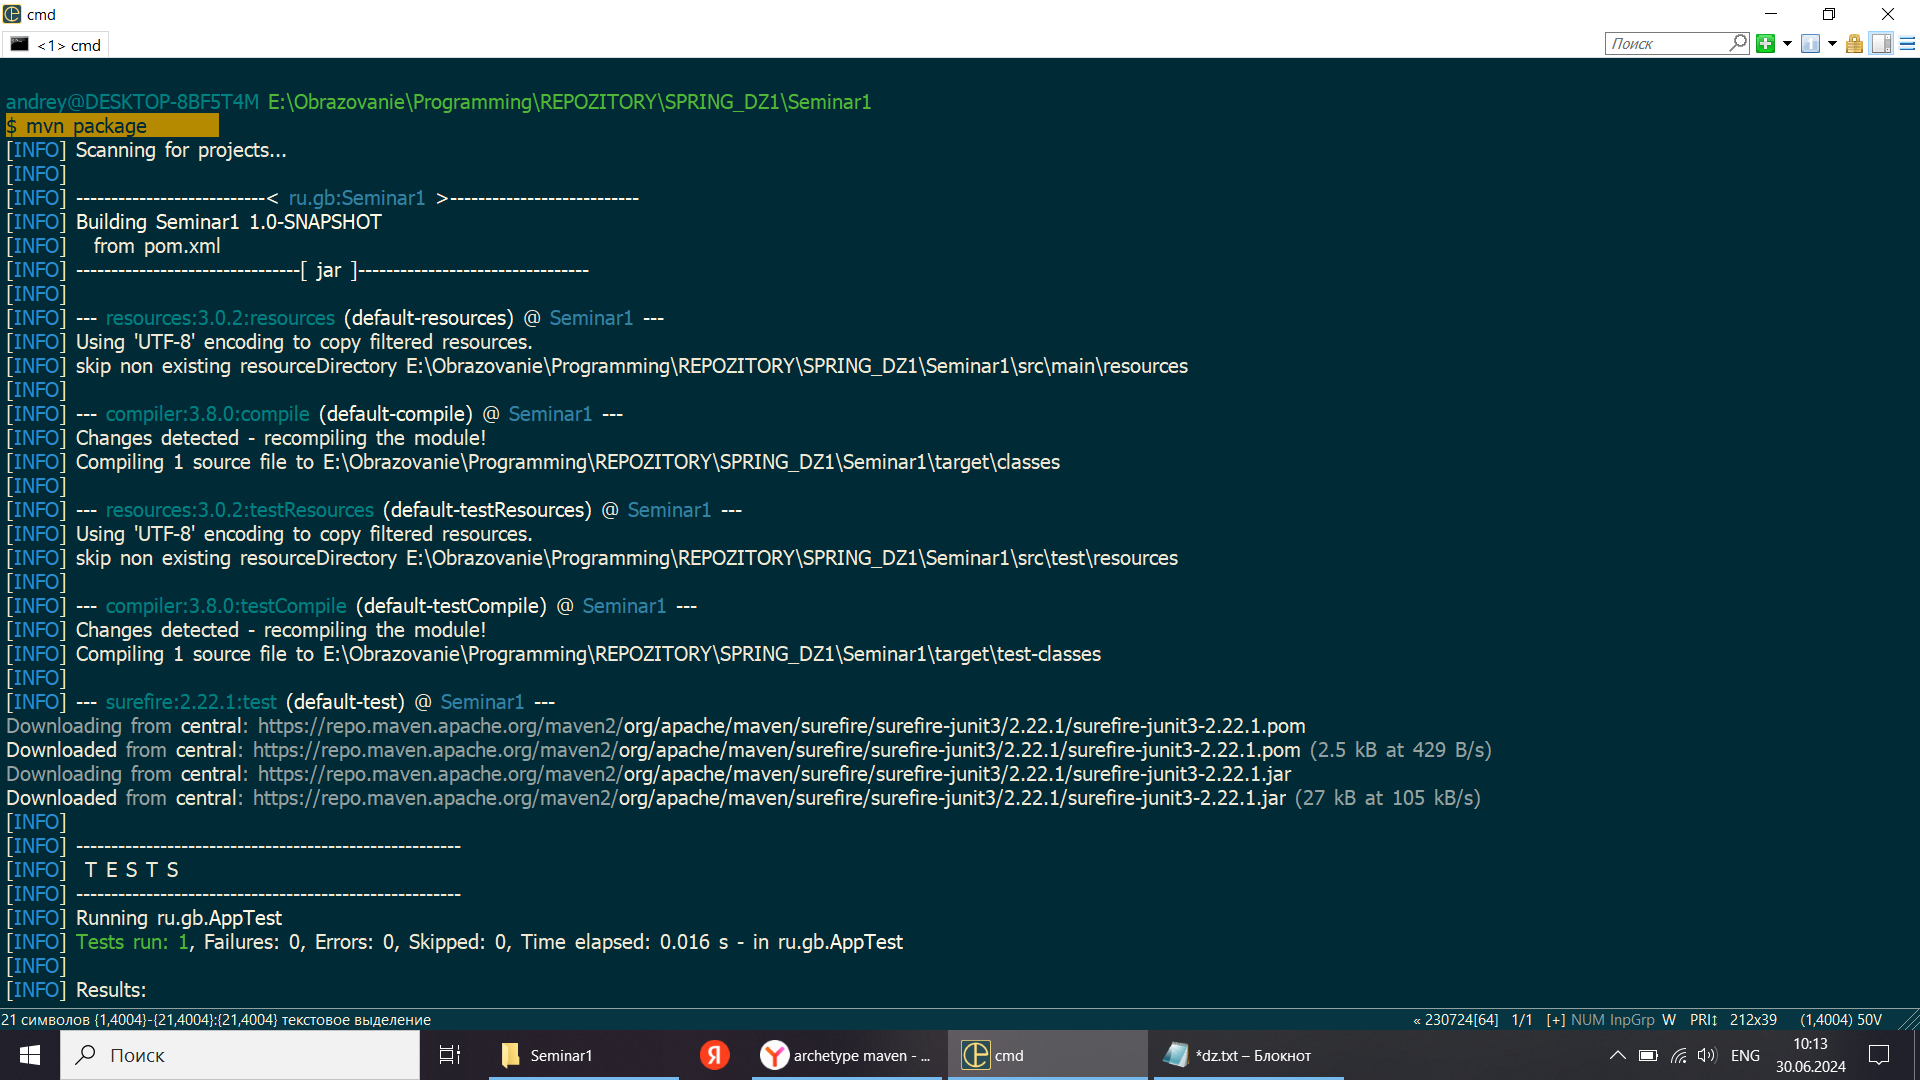 cmd
<1> cmd
Поиск
andrey@DESKTOP-8BF5T4M E:\Obrazovanie\Programming\REPOZITORY\SPRING_DZ1\Seminar1
$ mvn package
[INFO] Scanning for projects...
[INFO]
[INFO] ---------------------------< ru.gb:Seminar1 >---------------------------
[INFO] Building Seminar1 1.0-SNAPSHOT
[INFO]   from pom.xml
[INFO] --------------------------------[ jar ]---------------------------------
[INFO]
[INFO] --- resources:3.0.2:resources (default-resources) @ Seminar1 ---
[INFO] Using 'UTF-8' encoding to copy filtered resources.
[INFO] skip non existing resourceDirectory E:\Obrazovanie\Programming\REPOZITORY\SPRING_DZ1\Seminar1\src\main\resources
[INFO]
[INFO] --- compiler:3.8.0:compile (default-compile) @ Seminar1 ---
[INFO] Changes detected - recompiling the module!
[INFO] Compiling 1 source file to E:\Obrazovanie\Programming\REPOZITORY\SPRING_DZ1\Seminar1\target\classes
[INFO]
[INFO] --- resources:3.0.2:testResources (default-testResources) @ Seminar1 ---
[INFO] Using 'UTF-8' encoding to copy filtered resources.
[INFO] skip non existing resourceDirectory E:\Obrazovanie\Programming\REPOZITORY\SPRING_DZ1\Seminar1\src\test\resources
[INFO]
[INFO] --- compiler:3.8.0:testCompile (default-testCompile) @ Seminar1 ---
[INFO] Changes detected - recompiling the module!
[INFO] Compiling 1 source file to E:\Obrazovanie\Programming\REPOZITORY\SPRING_DZ1\Seminar1\target\test-classes
[INFO]
[INFO] --- surefire:2.22.1:test (default-test) @ Seminar1 ---
Downloading from central: https://repo.maven.apache.org/maven2/org/apache/maven/surefire/surefire-junit3/2.22.1/surefire-junit3-2.22.1.pom
Downloaded from central: https://repo.maven.apache.org/maven2/org/apache/maven/surefire/surefire-junit3/2.22.1/surefire-junit3-2.22.1.pom (2.5 kB at 429 B/s)
Downloading from central: https://repo.maven.apache.org/maven2/org/apache/maven/surefire/surefire-junit3/2.22.1/surefire-junit3-2.22.1.jar
Downloaded from central: https://repo.maven.apache.org/maven2/org/apache/maven/surefire/surefire-junit3/2.22.1/surefire-junit3-2.22.1.jar (27 kB at 105 kB/s)
[INFO]
[INFO] -------------------------------------------------------
[INFO]  T E S T S
[INFO] -------------------------------------------------------
[INFO] Running ru.gb.AppTest
[INFO] Tests run: 1, Failures: 0, Errors: 0, Skipped: 0, Time elapsed: 0.016 s - in ru.gb.AppTest
[INFO]
[INFO] Results:
21 символов {1,4004}-{21,4004}:{21,4004} текстовое выделение « 230724[64] 1/1 [+] NUM InpGrp W PRI↕ 212x39 (1,4004) 50V
Поиск Seminar1 Я archetype maven - ... cmd *dz.txt – Блокнот ENG 10:13
30.06.2024